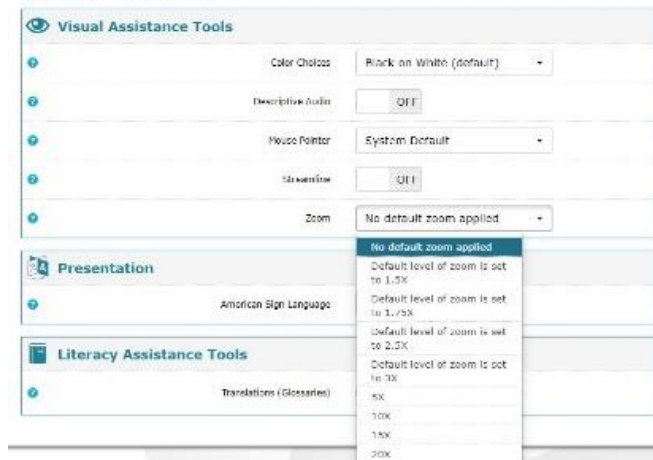 Visual Assistance Tools
Color Choices
Black on White (default)
Descriptive Audio
OFF
Mouse Pointer
System Default
Streamline
OFF
Zoom
No default zoom applied
No default zoom applied
Default level of zoom is set
to 1.5X
Default level of zoom is set
to 1.75X
Default level of zoom is set
to 2.5X
Default level of zoom is set
to 3X
5X
10X
15X
20X
Presentation
American Sign Language
Literacy Assistance Tools
Translations (Glossaries)